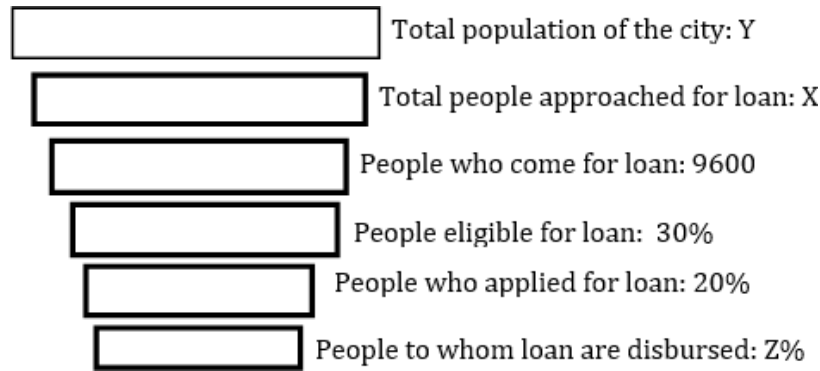 Total population of the city: Y
Total people approached for loan: X
People who come for loan: 9600
People eligible for loan: 30%
People who applied for loan: 20%
People to whom loan are disbursed: Z%